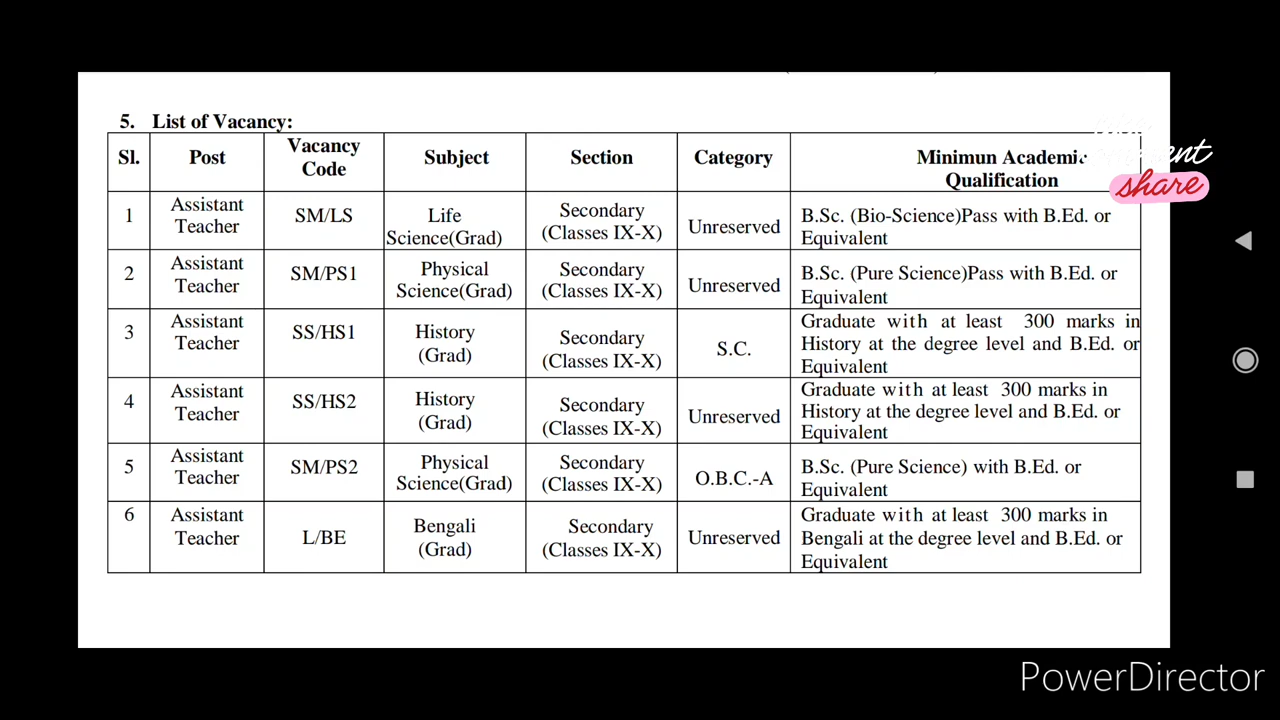 5. List of Vacancy:
Sl. Post Vacancy Code Subject Section Category Minimun Academic Qualification
1 Assistant Teacher SM/LS Life Science(Grad) Secondary (Classes IX-X) Unreserved B.Sc. (Bio-Science)Pass with B.Ed. or Equivalent
2 Assistant Teacher SM/PS1 Physical Science(Grad) Secondary (Classes IX-X) Unreserved B.Sc. (Pure Science)Pass with B.Ed. or Equivalent
3 Assistant Teacher SS/HS1 History (Grad) Secondary (Classes IX-X) S.C. Graduate with at least 300 marks in History at the degree level and B.Ed. or Equivalent
4 Assistant Teacher SS/HS2 History (Grad) Secondary (Classes IX-X) Unreserved Graduate with at least 300 marks in History at the degree level and B.Ed. or Equivalent
5 Assistant Teacher SM/PS2 Physical Science(Grad) Secondary (Classes IX-X) O.B.C.-A B.Sc. (Pure Science) with B.Ed. or Equivalent
6 Assistant Teacher L/BE Bengali (Grad) Secondary (Classes IX-X) Unreserved Graduate with at least 300 marks in Bengali at the degree level and B.Ed. or Equivalent
share
PowerDirector